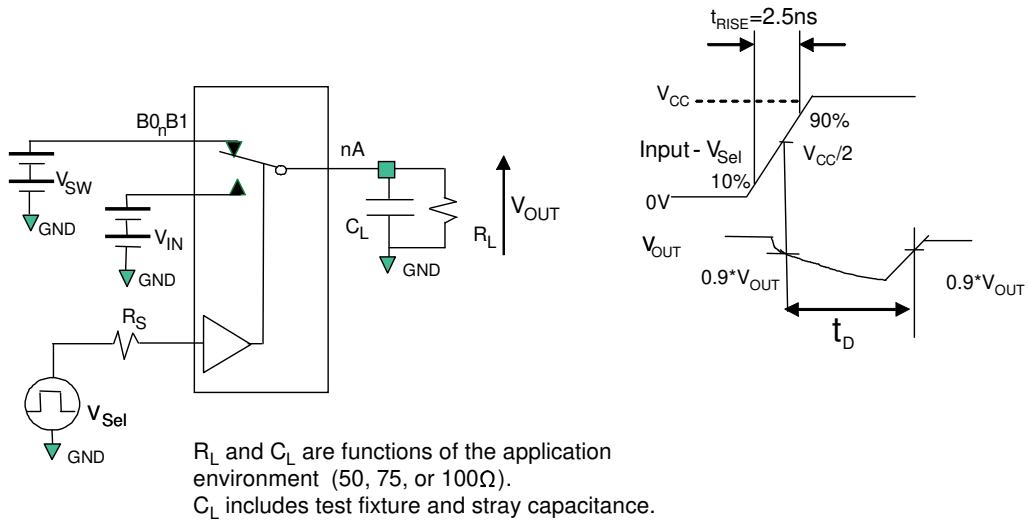 tRISE=2.5ns
VCC
90%
Input - VSel
VCC/2
10%
0V
VOUT
0.9*VOUT
0.9*VOUT
tD
B0nB1
nA
VSW
GND
VIN
GND
CL
RL
VOUT
GND
RS
VSel
GND
RL and CL are functions of the application
environment (50, 75, or 100Ω).
CL includes test fixture and stray capacitance.